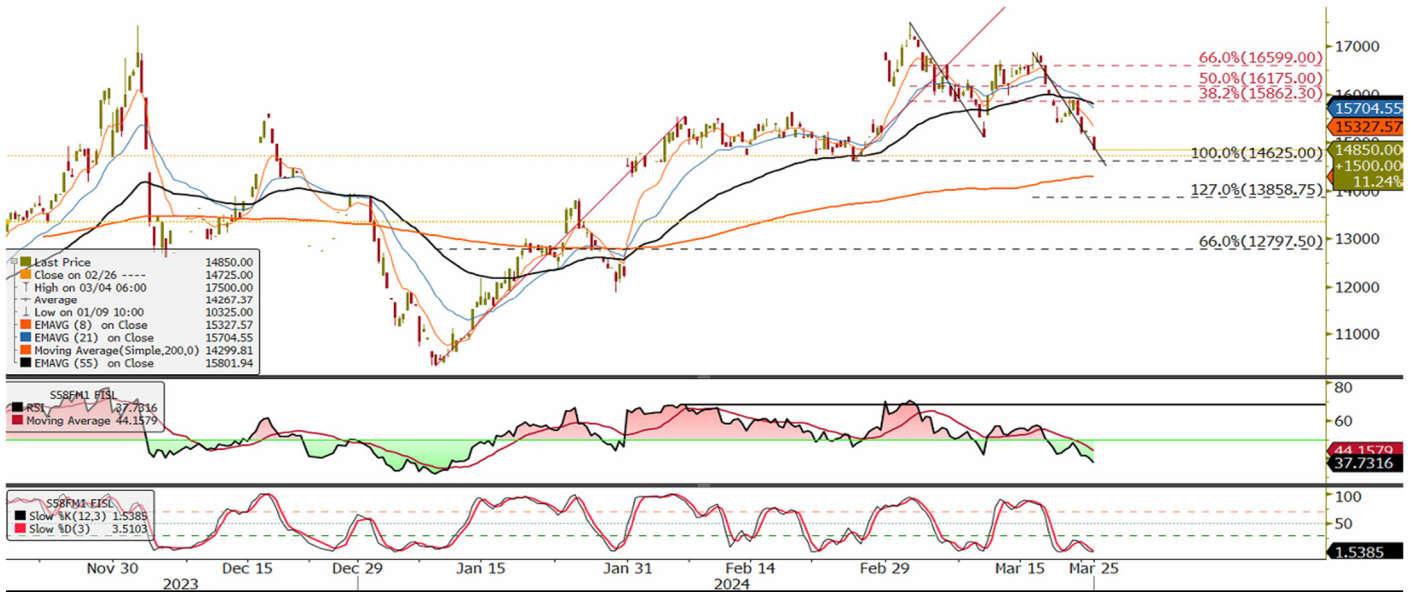 17000
66.0%(16599.00)
50.0%(16175.00)
16000
38.2%(15862.30)
15704.55
15327.57
100.0%(14625.00)
14850.00
+1500.00
11.24%
14000
127.0%(13858.75)
13000
66.0%(12797.50)
12000
11000
Last Price 14850.00
Close on 02/26 ---- 14725.00
High on 03/04 06:00 17500.00
Average 14267.37
Low on 01/09 10:00 10325.00
EMAVG (8) on Close 15327.57
EMAVG (21) on Close 15704.55
Moving Average(Simple,200,0) 14299.81
EMAVG (55) on Close 15801.94
S58FM1 FISL
RSI 37.7316
Moving Average 44.1579
80
60
44.1579
37.7316
S58FM1 FISL
Slow %K(12,3) 1.5385
Slow %D(3) 3.5103
100
50
1.5385
Nov 30 Dec 15 Dec 29 Jan 15 Jan 31 Feb 14 Feb 29 Mar 15 Mar 25
2023 2024